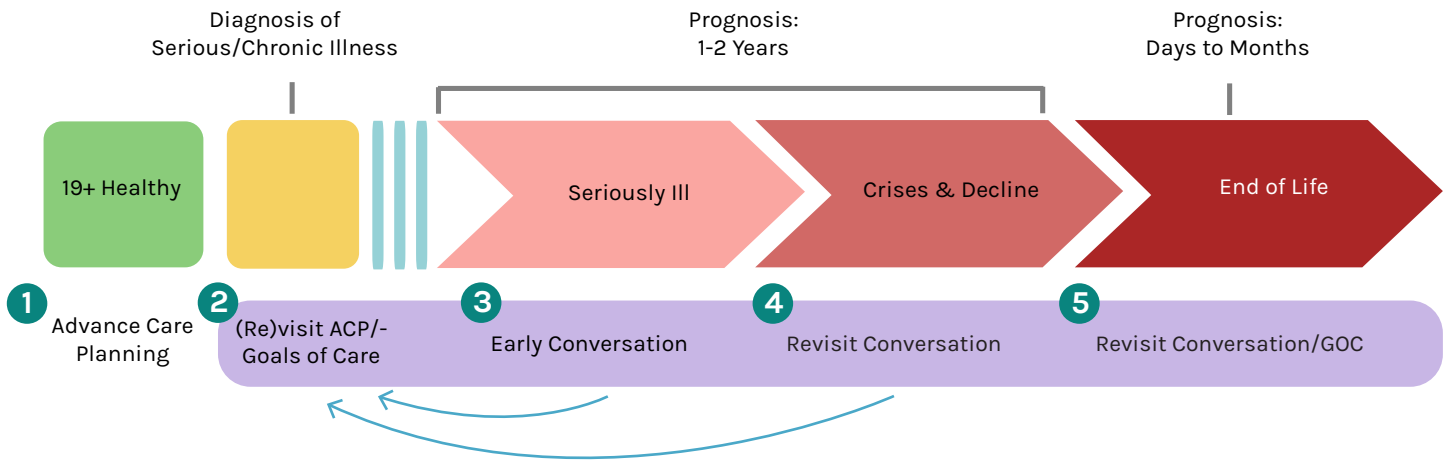 Diagnosis of
Serious/Chronic Illness
Prognosis:
1-2 Years
Prognosis:
Days to Months
19+ Healthy
Seriously Ill
Crises & Decline
End of Life
1
Advance Care
Planning
2
(Re)visit ACP/-
Goals of Care
3
Early Conversation
4
Revisit Conversation
5
Revisit Conversation/GOC